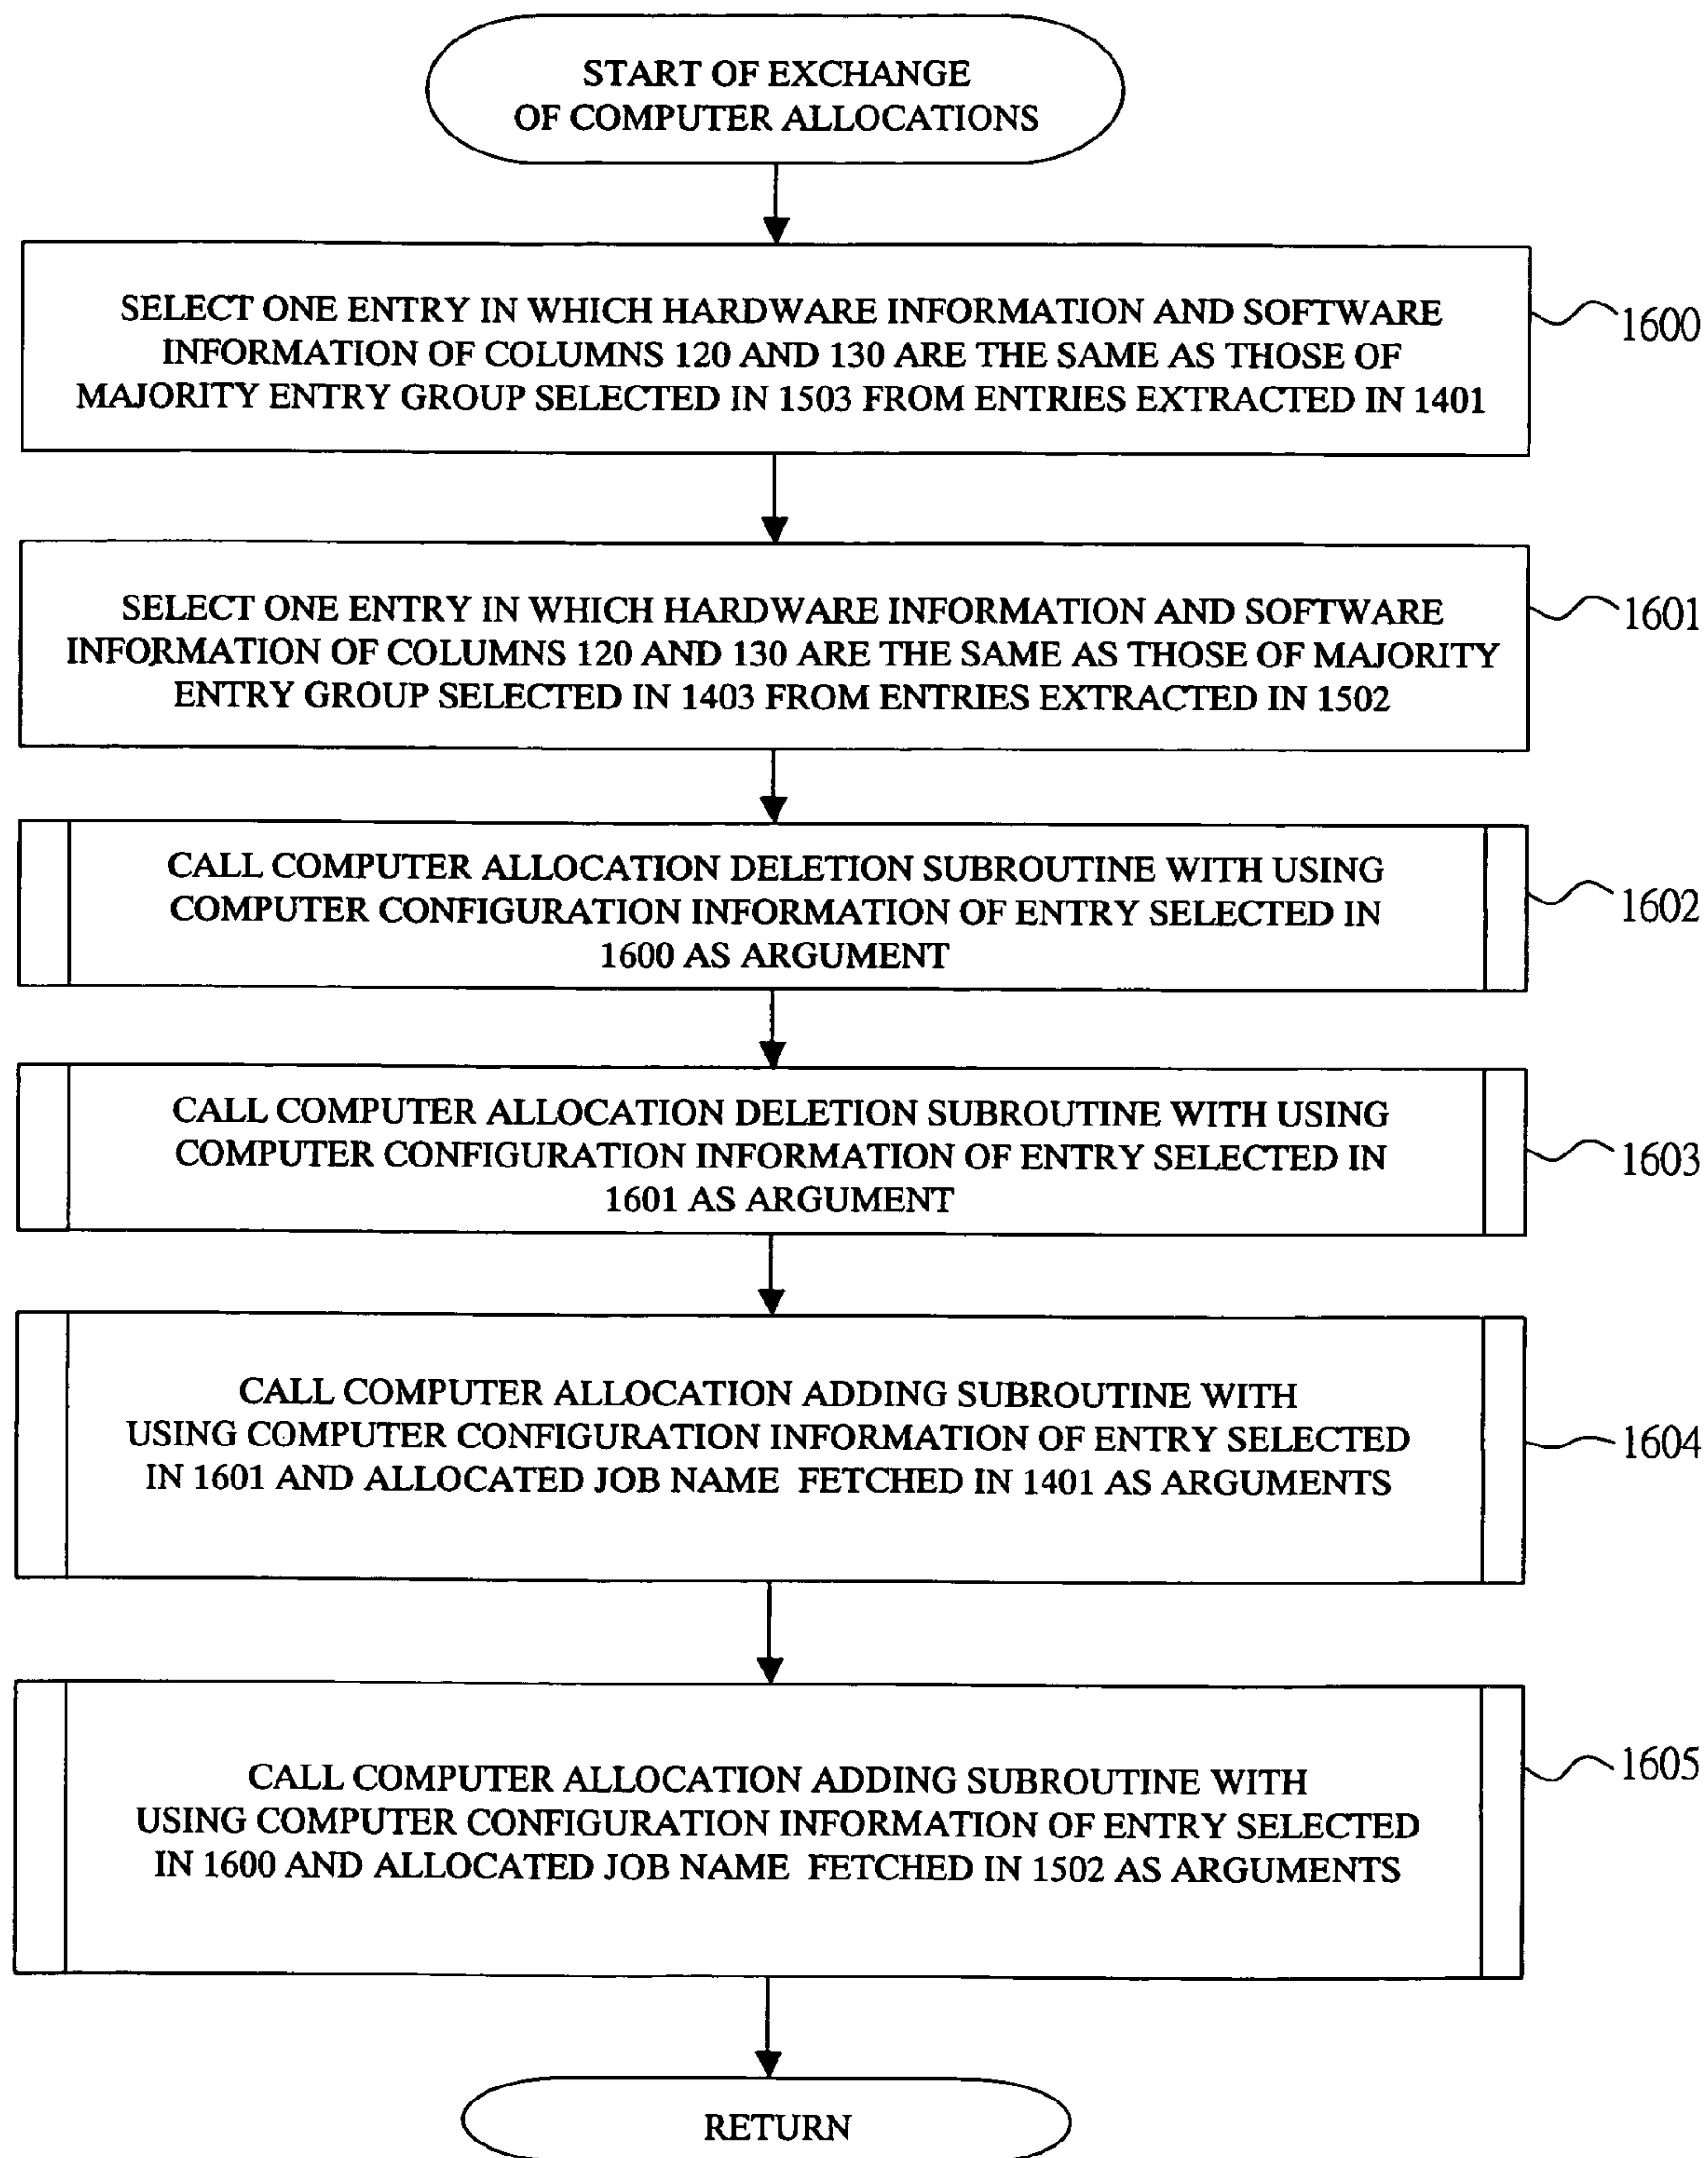 START OF EXCHANGE
OF COMPUTER ALLOCATIONS
SELECT ONE ENTRY IN WHICH HARDWARE INFORMATION AND SOFTWARE
INFORMATION OF COLUMNS 120 AND 130 ARE THE SAME AS THOSE OF
MAJORITY ENTRY GROUP SELECTED IN 1503 FROM ENTRIES EXTRACTED IN 1401
1600
SELECT ONE ENTRY IN WHICH HARDWARE INFORMATION AND SOFTWARE
INFORMATION OF COLUMNS 120 AND 130 ARE THE SAME AS THOSE OF MAJORITY
ENTRY GROUP SELECTED IN 1403 FROM ENTRIES EXTRACTED IN 1502
1601
CALL COMPUTER ALLOCATION DELETION SUBROUTINE WITH USING
COMPUTER CONFIGURATION INFORMATION OF ENTRY SELECTED IN
1600 AS ARGUMENT
1602
CALL COMPUTER ALLOCATION DELETION SUBROUTINE WITH USING
COMPUTER CONFIGURATION INFORMATION OF ENTRY SELECTED IN
1601 AS ARGUMENT
1603
CALL COMPUTER ALLOCATION ADDING SUBROUTINE WITH
USING COMPUTER CONFIGURATION INFORMATION OF ENTRY SELECTED
IN 1601 AND ALLOCATED JOB NAME FETCHED IN 1401 AS ARGUMENTS
1604
CALL COMPUTER ALLOCATION ADDING SUBROUTINE WITH
USING COMPUTER CONFIGURATION INFORMATION OF ENTRY SELECTED
IN 1600 AND ALLOCATED JOB NAME FETCHED IN 1502 AS ARGUMENTS
1605
RETURN